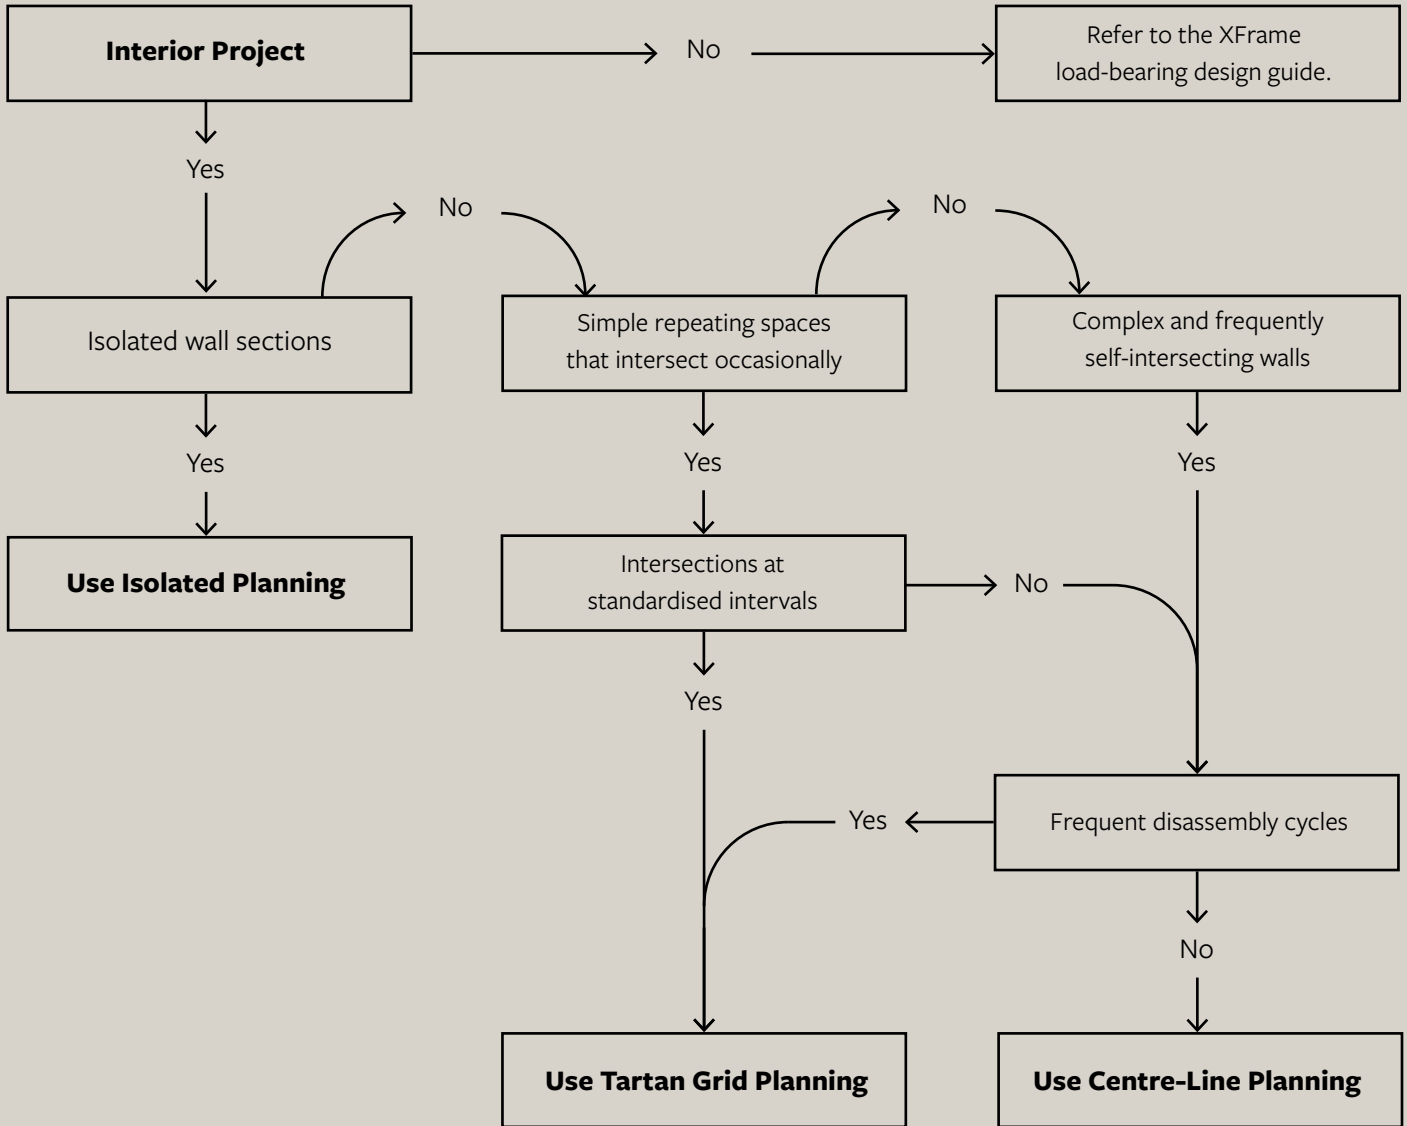 Interior Project
No
Refer to the XFrame
load-bearing design guide.
Yes
No
No
Isolated wall sections
Simple repeating spaces
that intersect occasionally
Complex and frequently
self-intersecting walls
Yes
Yes
Yes
Use Isolated Planning
Intersections at
standardised intervals
No
Yes
Yes
Frequent disassembly cycles
No
Use Tartan Grid Planning
Use Centre-Line Planning